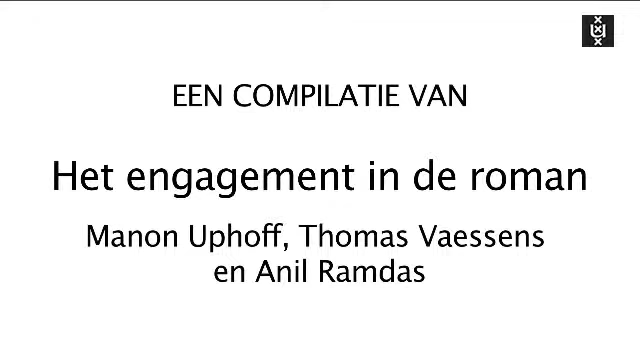 EEN COMPILATIE VAN
Het engagement in de roman
Manon Uphoff, Thomas Vaessens
en Anil Ramdas